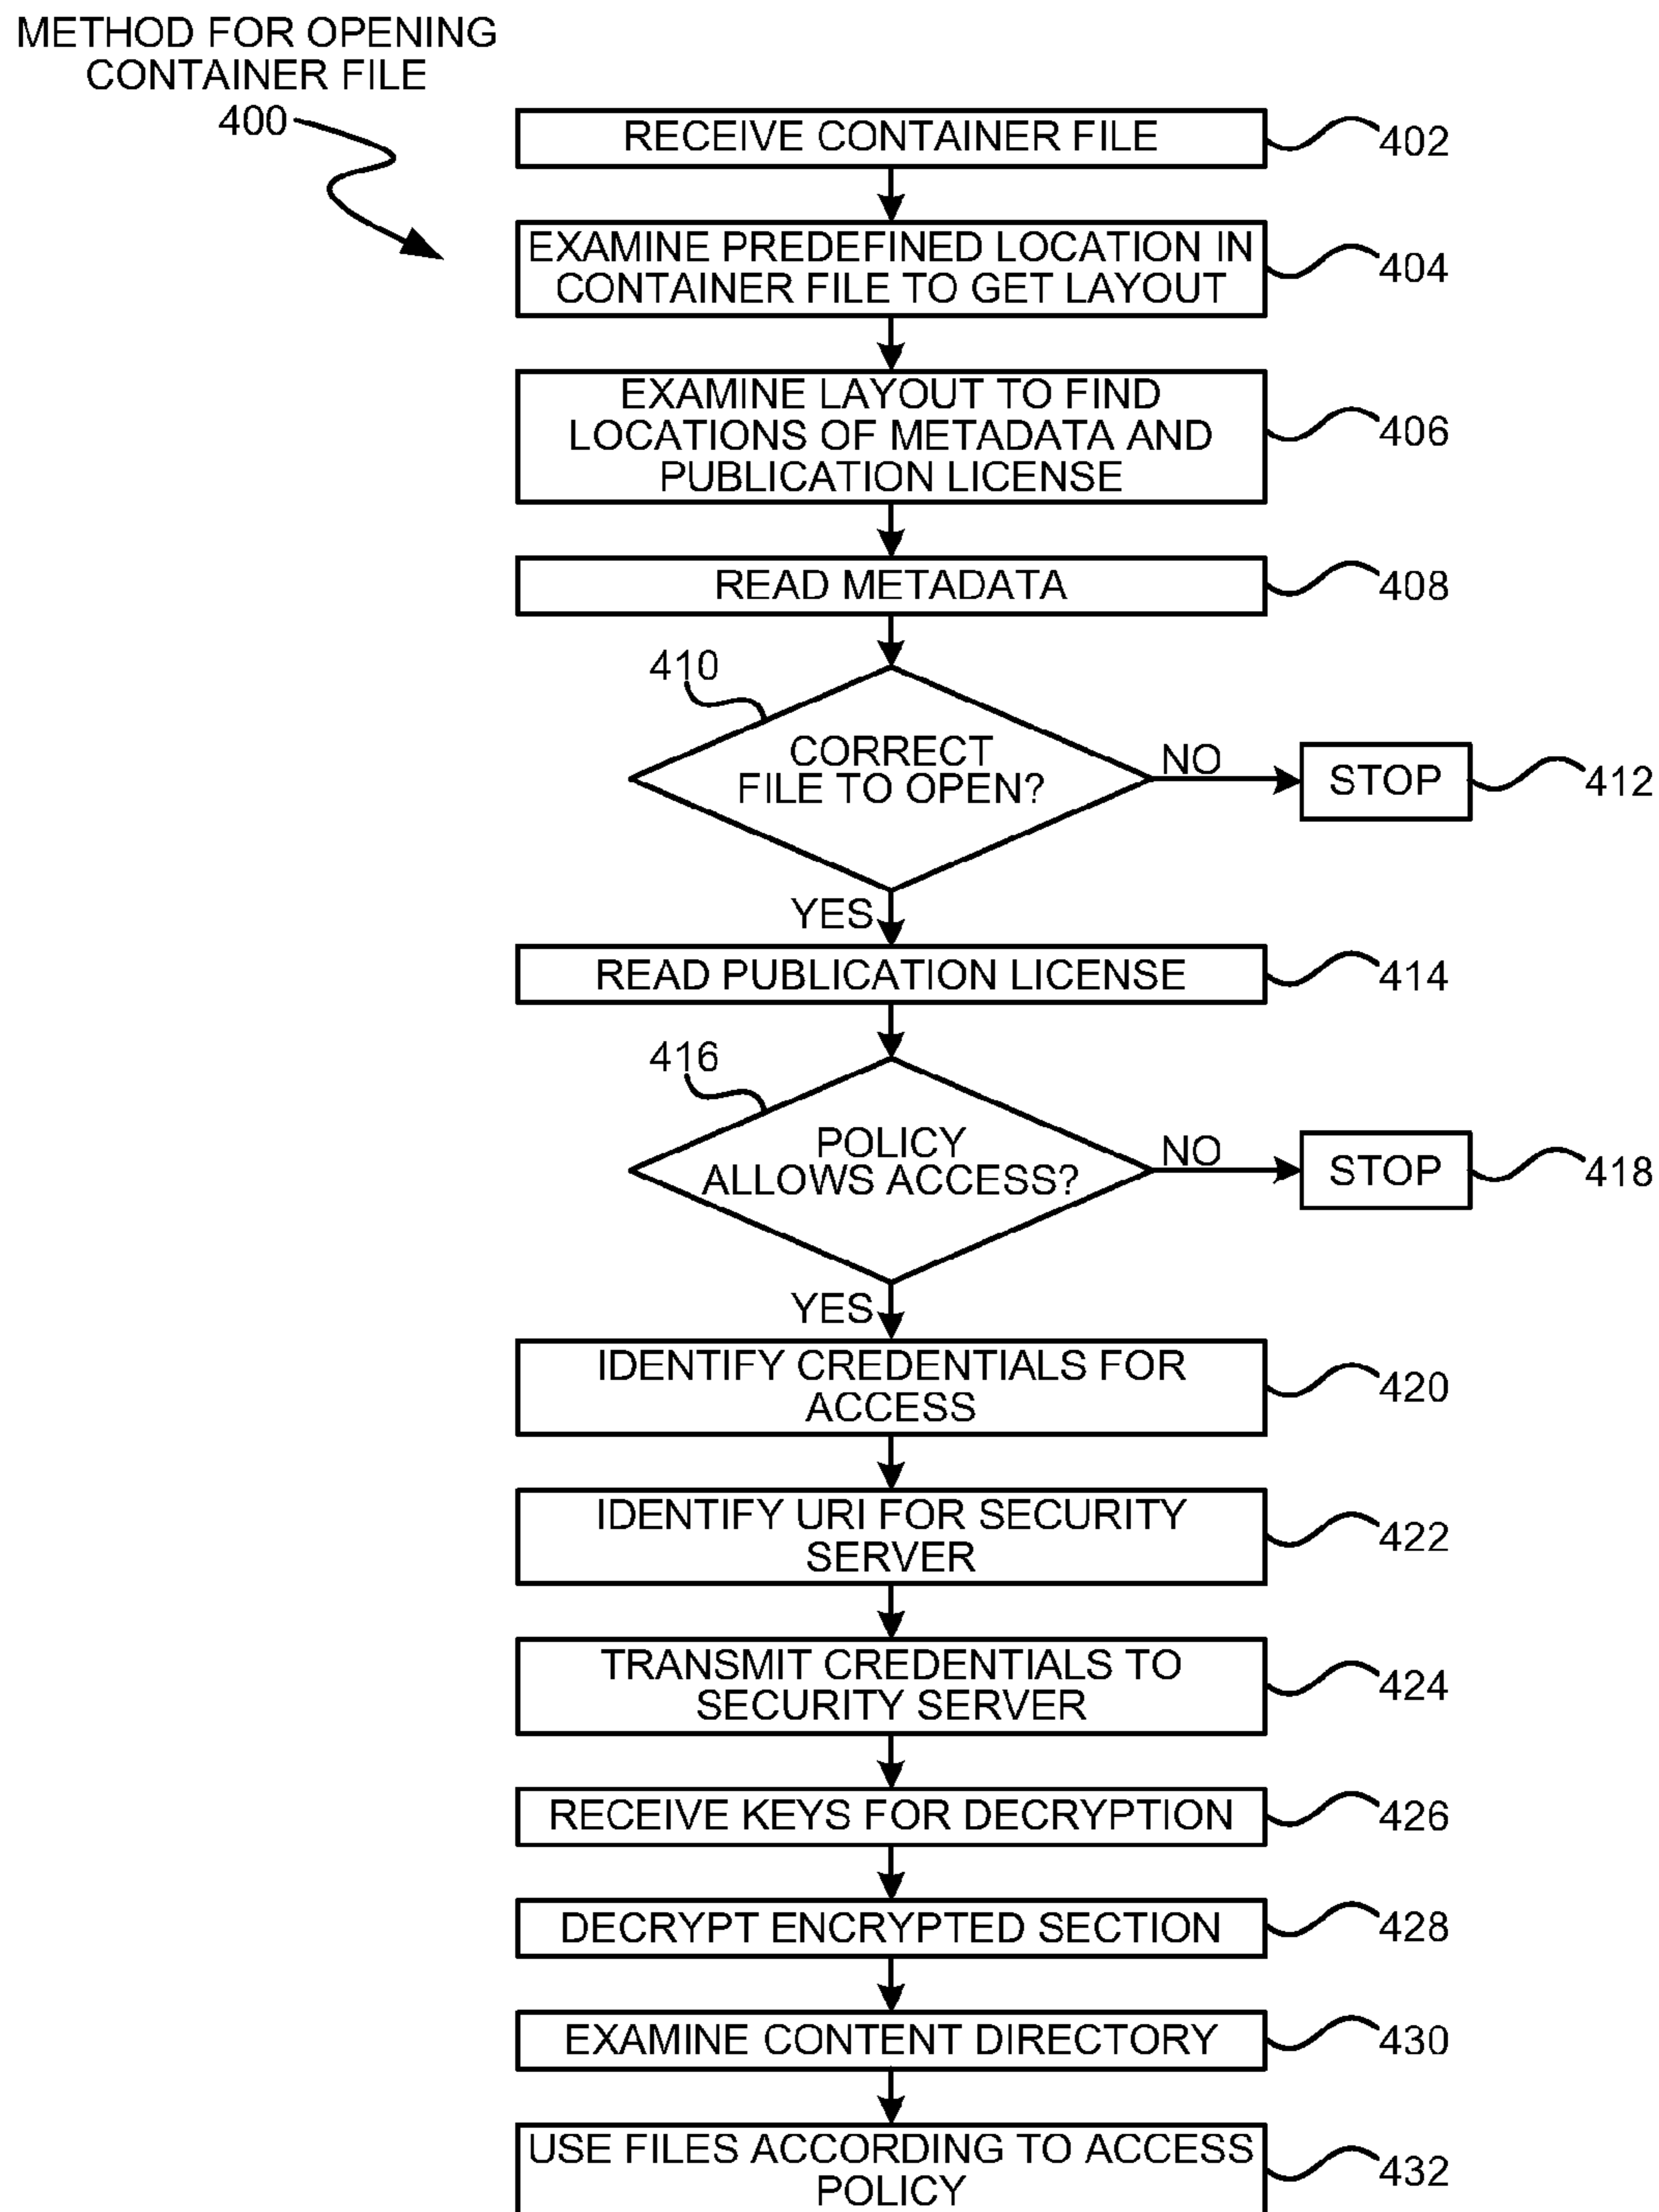 METHOD FOR OPENING
CONTAINER FILE
400
RECEIVE CONTAINER FILE
402
EXAMINE PREDEFINED LOCATION IN
CONTAINER FILE TO GET LAYOUT
404
EXAMINE LAYOUT TO FIND
LOCATIONS OF METADATA AND
PUBLICATION LICENSE
406
READ METADATA
408
410
CORRECT
FILE TO OPEN?
NO
STOP
412
YES
READ PUBLICATION LICENSE
414
416
POLICY
ALLOWS ACCESS?
NO
STOP
418
YES
IDENTIFY CREDENTIALS FOR
ACCESS
420
IDENTIFY URI FOR SECURITY
SERVER
422
TRANSMIT CREDENTIALS TO
SECURITY SERVER
424
RECEIVE KEYS FOR DECRYPTION
426
DECRYPT ENCRYPTED SECTION
428
EXAMINE CONTENT DIRECTORY
430
USE FILES ACCORDING TO ACCESS
POLICY
432